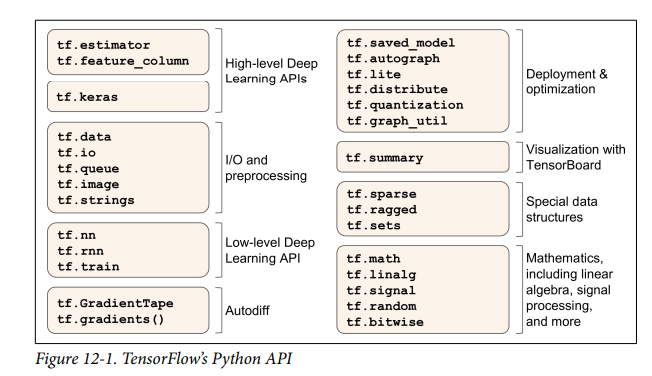 tf.estimator
tf.feature_column
tf.keras
High-level Deep
Learning APIs
tf.data
tf.io
tf.queue
tf.image
tf.strings
I/O and
preprocessing
tf.nn
tf.rnn
tf.train
Low-level Deep
Learning API
tf.GradientTape
tf.gradients()
Autodiff
tf.saved_model
tf.autograph
tf.lite
tf.distribute
tf.quantization
tf.graph_util
Deployment &
optimization
tf.summary
Visualization with
TensorBoard
tf.sparse
tf.ragged
tf.sets
Special data
structures
tf.math
tf.linalg
tf.signal
tf.random
tf.bitwise
Mathematics,
including linear
algebra, signal
processing,
and more
Figure 12-1. TensorFlow’s Python API